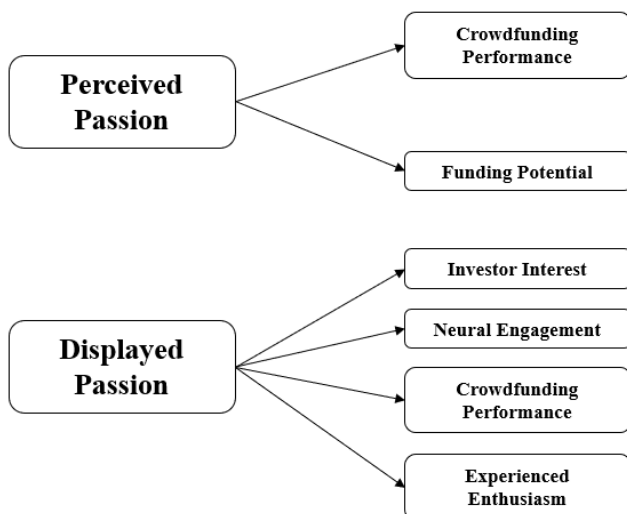 Crowdfunding
Performance
Perceived
Passion
Funding Potential
Investor Interest
Neural Engagement
Displayed
Passion
Crowdfunding
Performance
Experienced
Enthusiasm